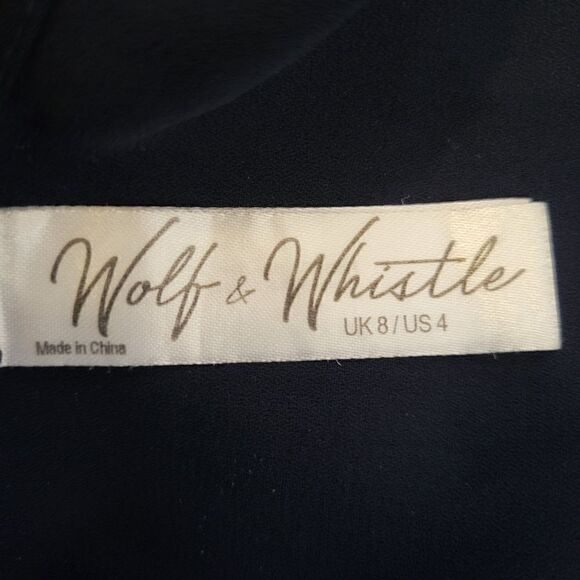 Wolf & Whistle
UK 8 / US 4
Made in China